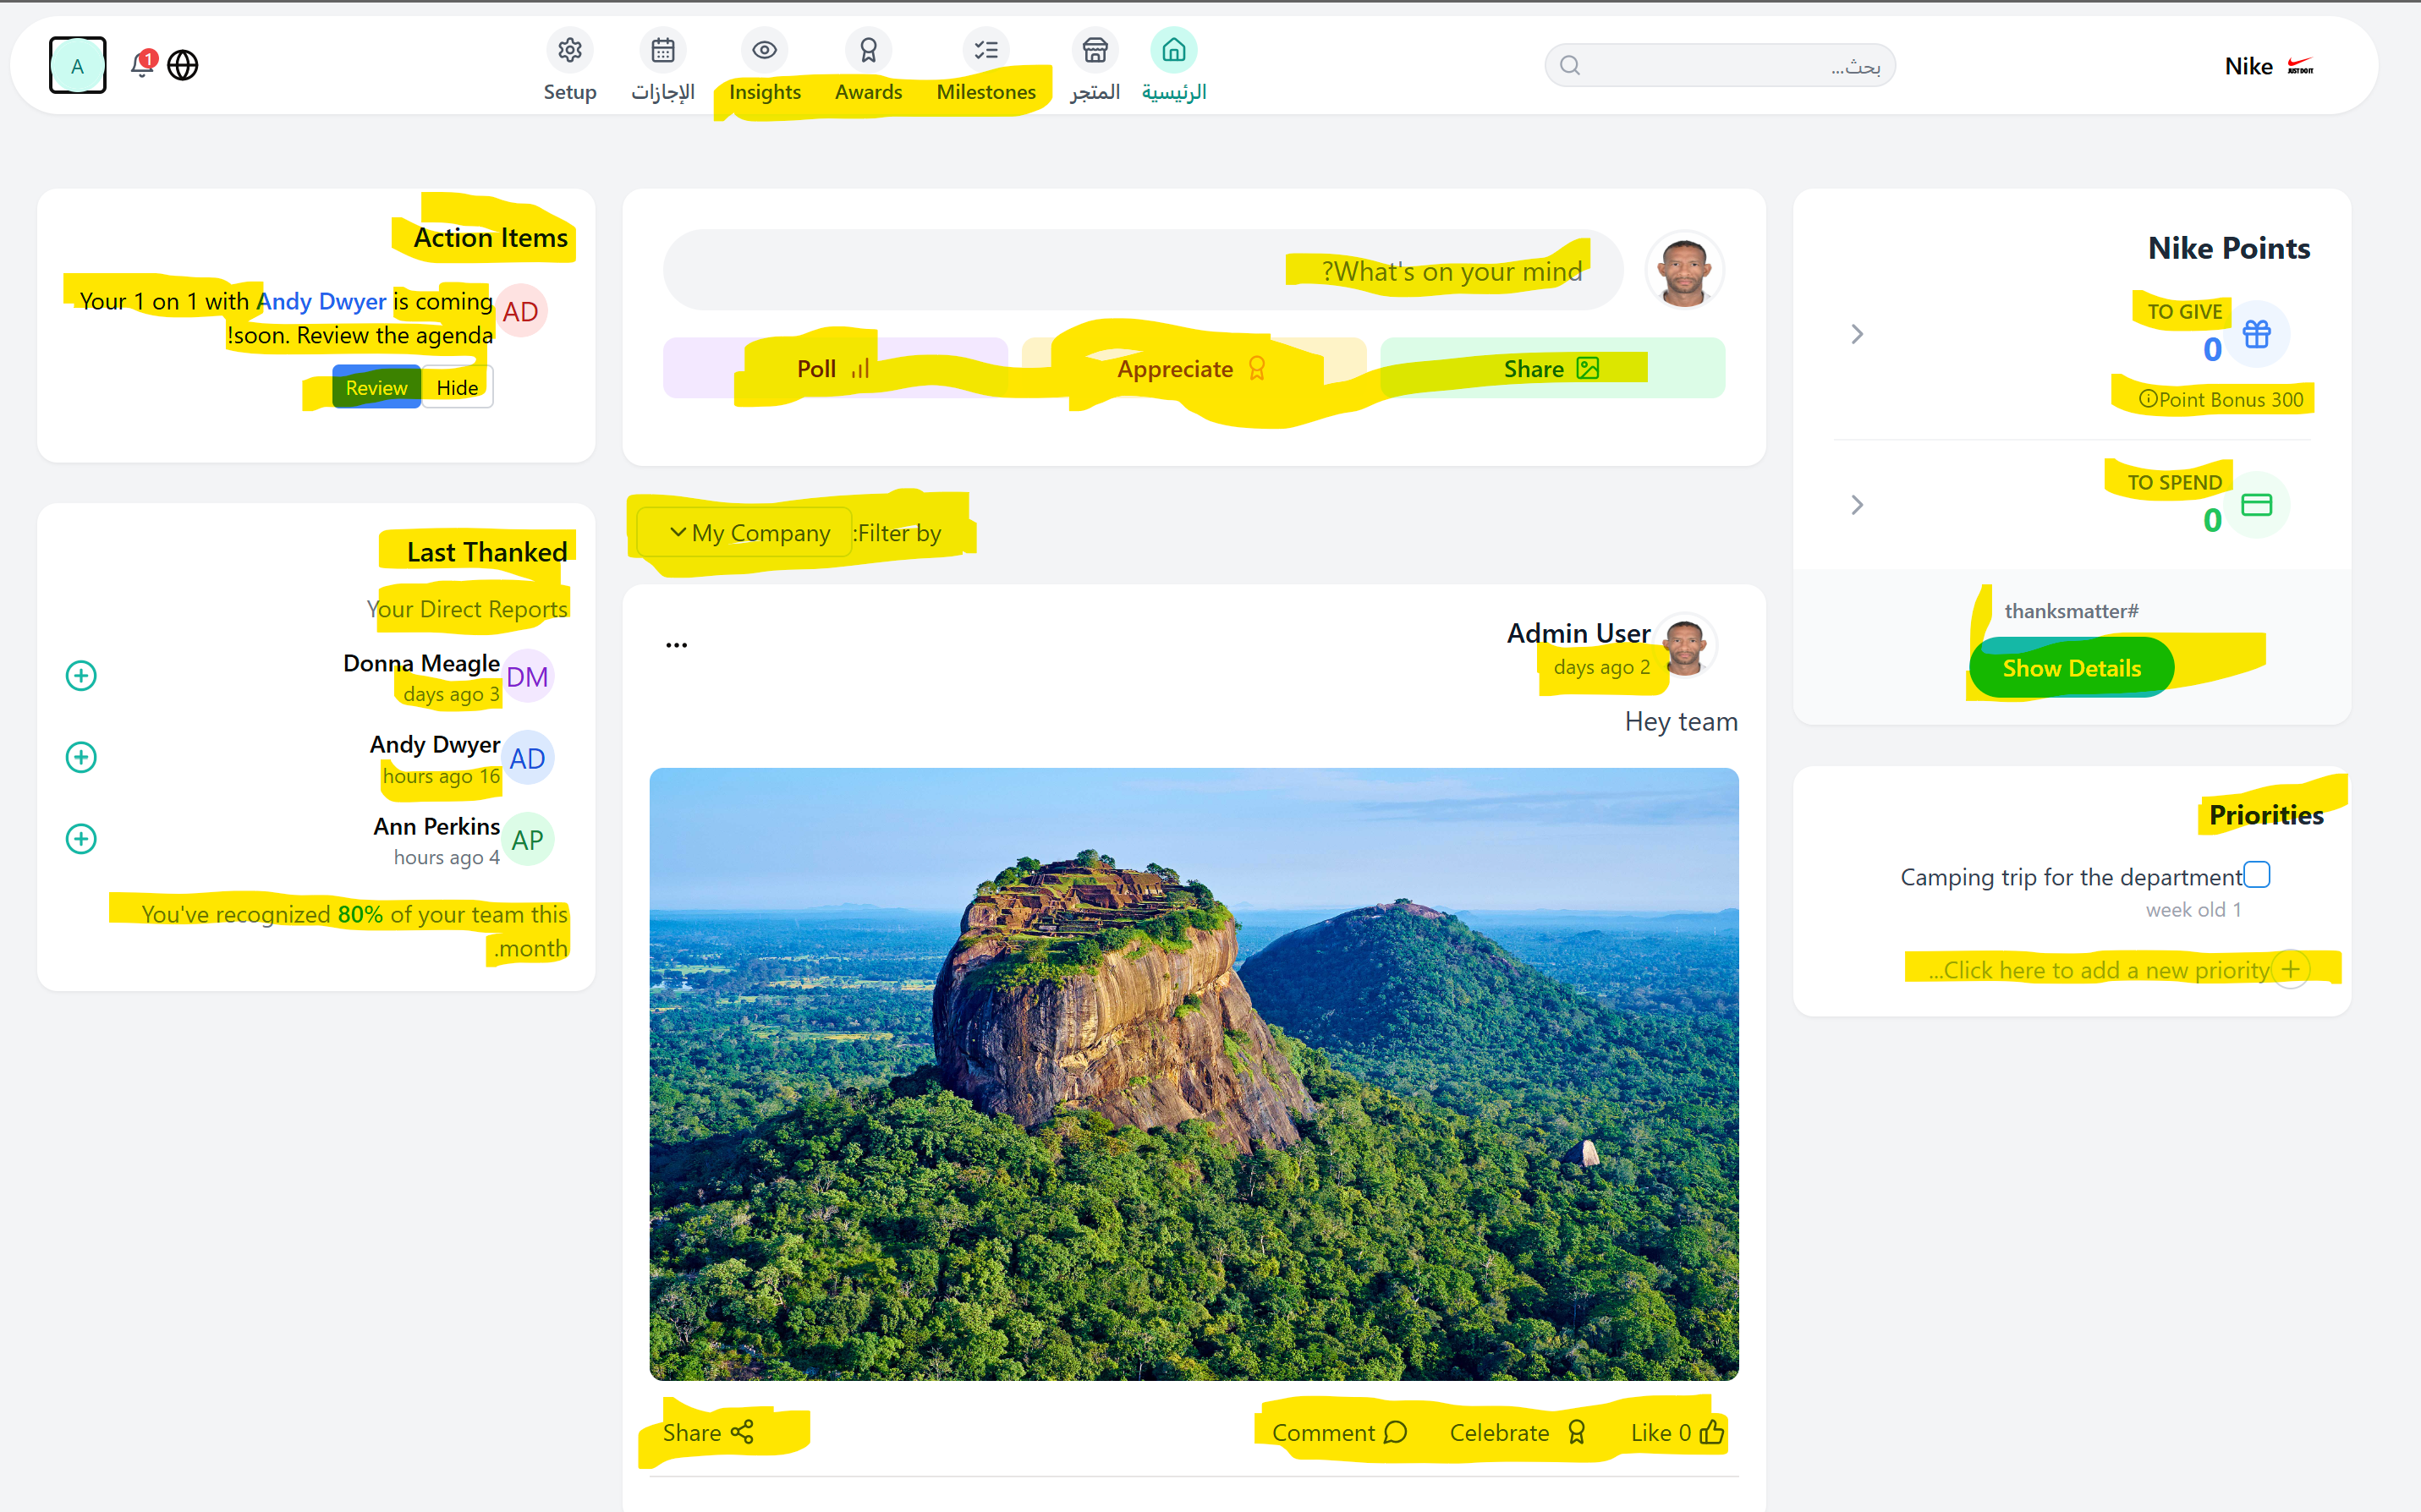 A
1
Setup
الإجازات
Insights
Awards
Milestones
المتجر
الرئيسية
بحث...
Nike
JUST DO IT
Action Items
AD
Your 1 on 1 with Andy Dwyer is coming
soon. Review the agenda!
Review
Hide
Last Thanked
Your Direct Reports
DM
Donna Meagle
3 days ago
AD
Andy Dwyer
16 hours ago
AP
Ann Perkins
4 hours ago
You've recognized 80% of your team this
month.
What's on your mind?
Poll
Appreciate
Share
Filter by:
My Company
Admin User
2 days ago
Hey team
Share
Comment
Celebrate
Like 0
Nike Points
TO GIVE
0
Point Bonus 300
TO SPEND
0
#thanksmatter
Show Details
Priorities
Camping trip for the department
1 week old
Click here to add a new priority...